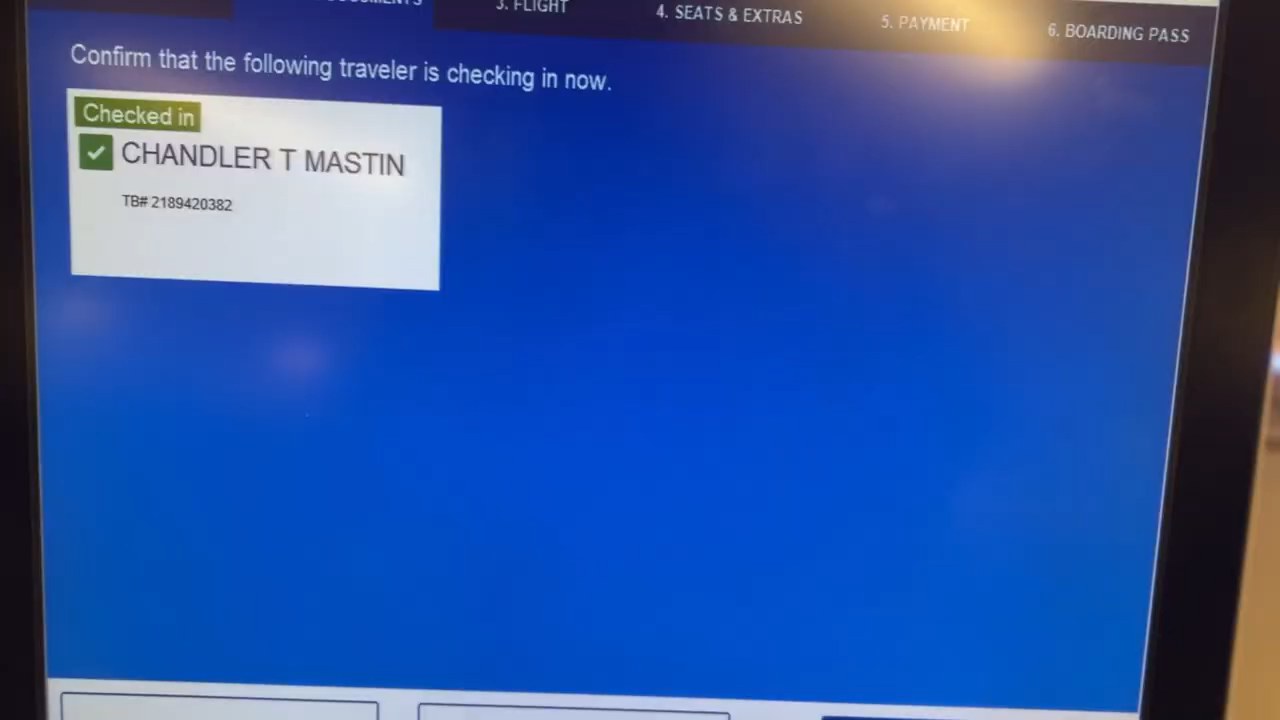 3. FLIGHT
4. SEATS & EXTRAS
5. PAYMENT
6. BOARDING PASS
Confirm that the following traveler is checking in now.
Checked in
CHANDLER T MASTIN
TB# 2189420382